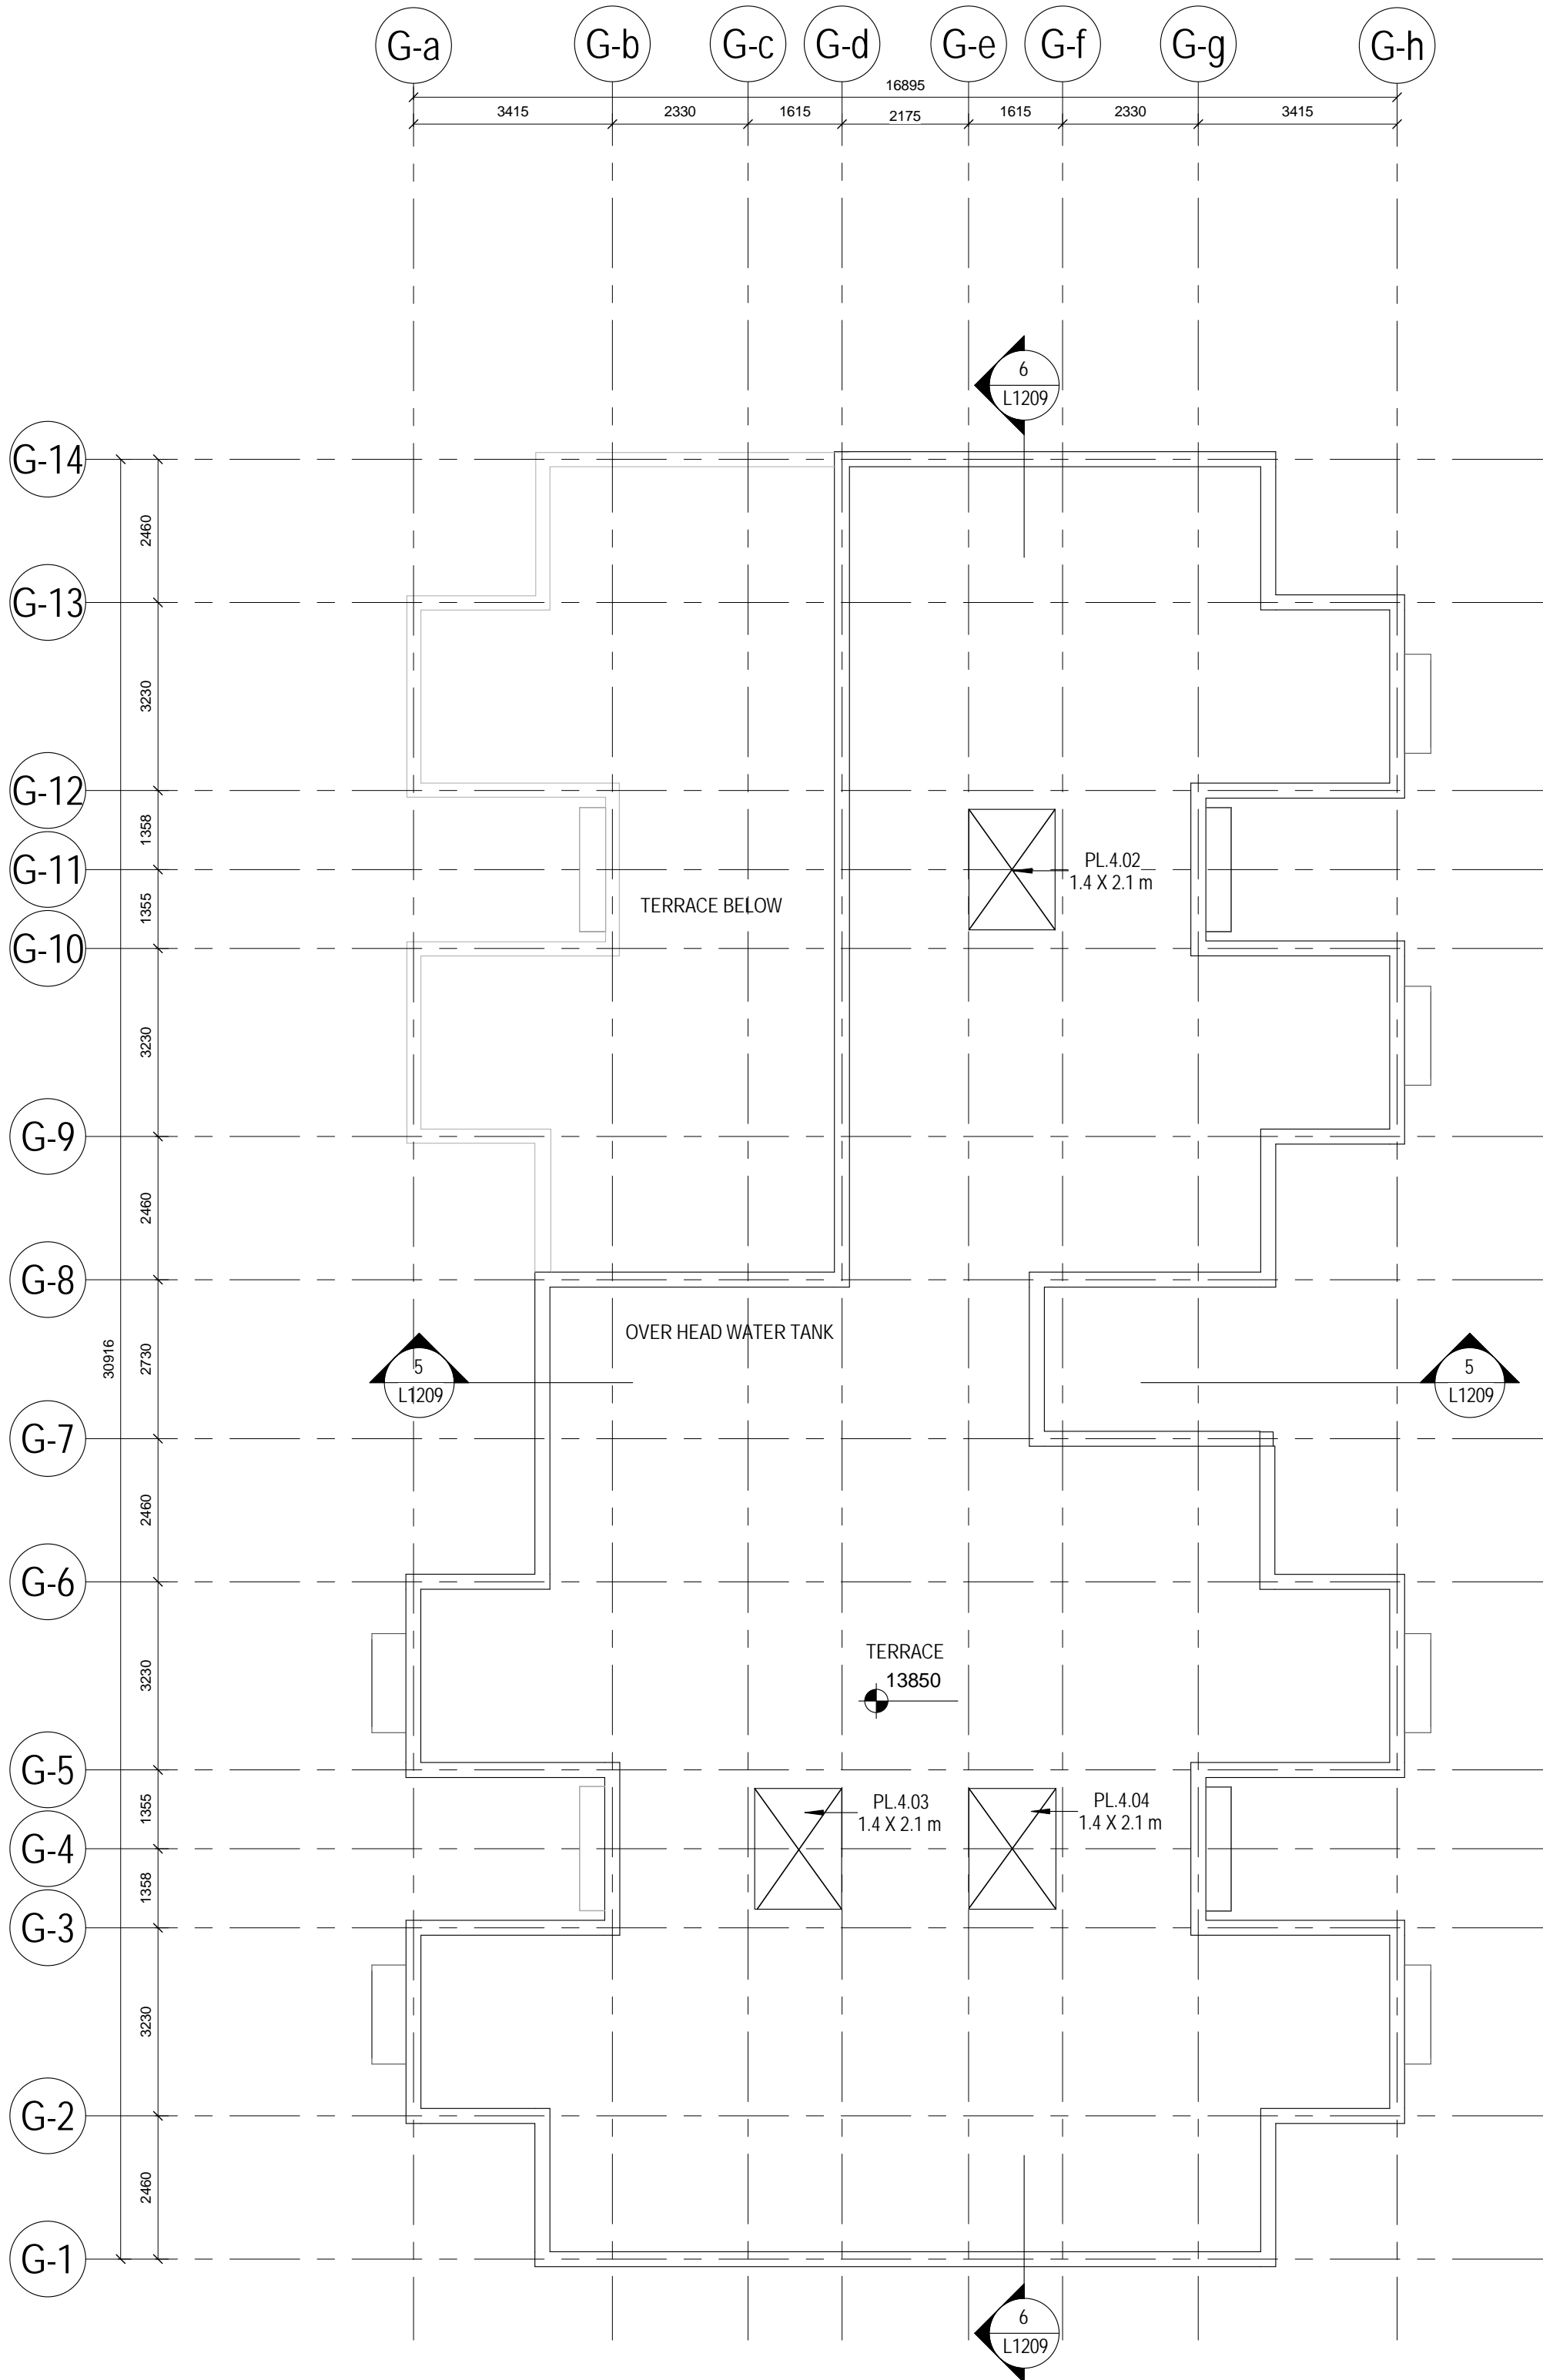 G-a G-b G-c G-d G-e G-f G-g G-h
16895
3415 2330 1615 2175 1615 2330 3415
6
L1209
G-14
2460
G-13
3230
G-12
1358
G-11
PL.4.02
1.4 X 2.1 m
1355
TERRACE BELOW
G-10
3230
G-9
2460
G-8
OVER HEAD WATER TANK
30916
2730
5
L1209
5
L1209
G-7
2460
G-6
TERRACE
13850
3230
G-5
1355
PL.4.03
1.4 X 2.1 m
PL.4.04
1.4 X 2.1 m
G-4
1358
G-3
3230
G-2
2460
G-1
6
L1209